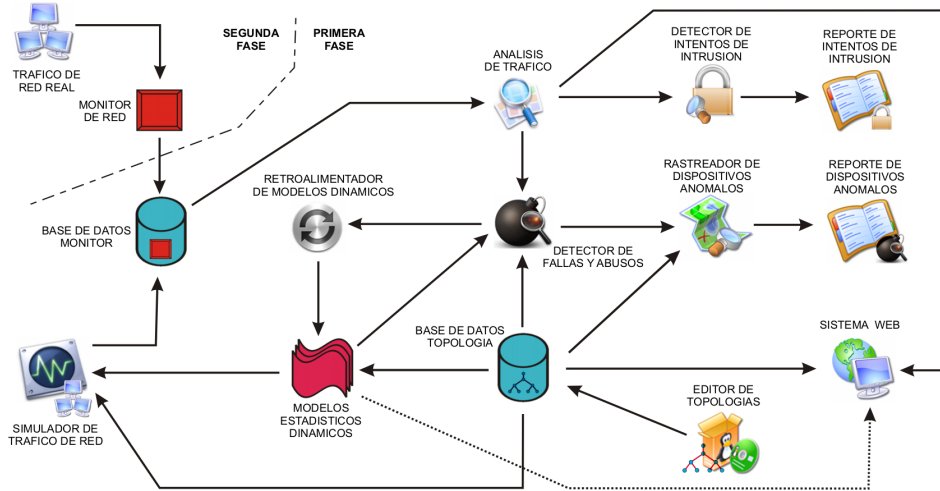 SEGUNDA
FASE
PRIMERA
FASE
TRAFICO DE
RED REAL
MONITOR
DE RED
ANALISIS
DE TRAFICO
DETECTOR DE
INTENTOS DE
INTRUSION
REPORTE DE
INTENTOS DE
INTRUSION
RETROALIMENTADOR
DE MODELOS DINAMICOS
RASTREADOR DE
DISPOSITIVOS
ANOMALOS
REPORTE DE
DISPOSITIVOS
ANOMALOS
BASE DE DATOS
MONITOR
DETECTOR DE
FALLAS Y ABUSOS
BASE DE DATOS
TOPOLOGIA
SISTEMA WEB
SIMULADOR DE
TRAFICO DE RED
MODELOS
ESTADISTICOS
DINAMICOS
EDITOR DE
TOPOLOGIAS